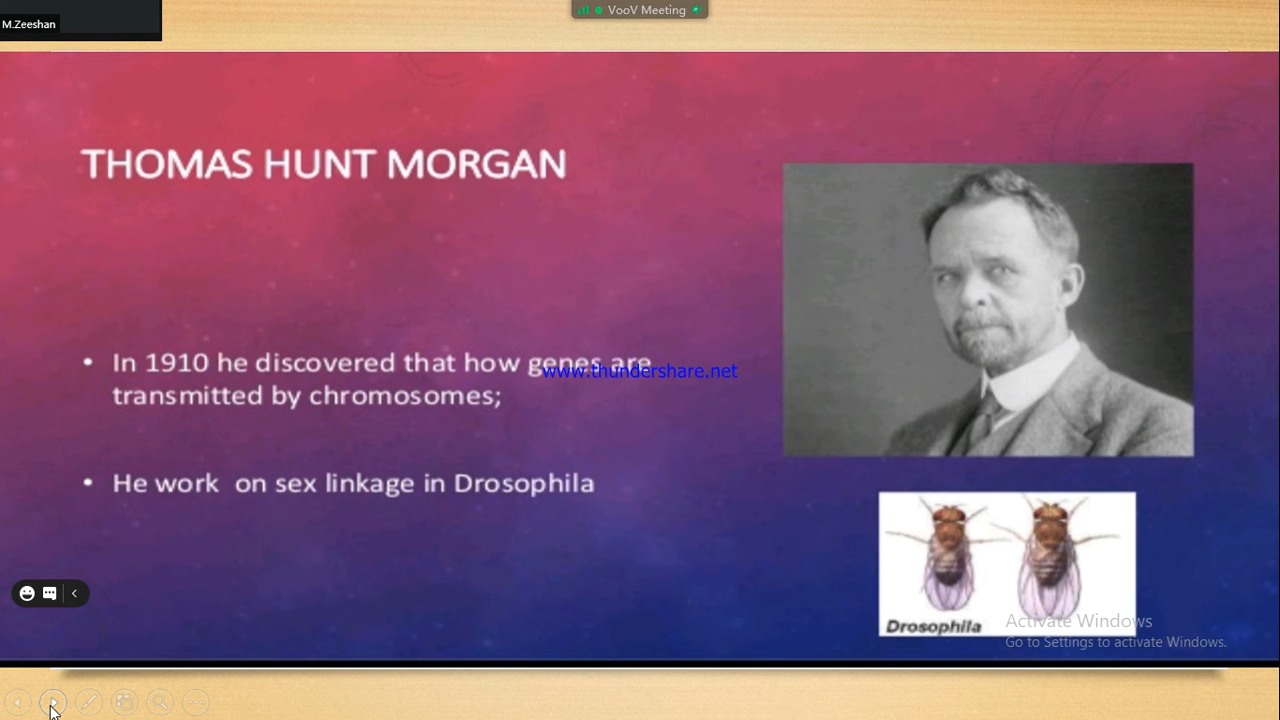 M.Zeeshan
VooV Meeting
THOMAS HUNT MORGAN
• In 1910 he discovered that how genes are
www.thundershare.net
transmitted by chromosomes;
• He work on sex linkage in Drosophila
Drosophila
Activate Windows
Go to Settings to activate Windows.